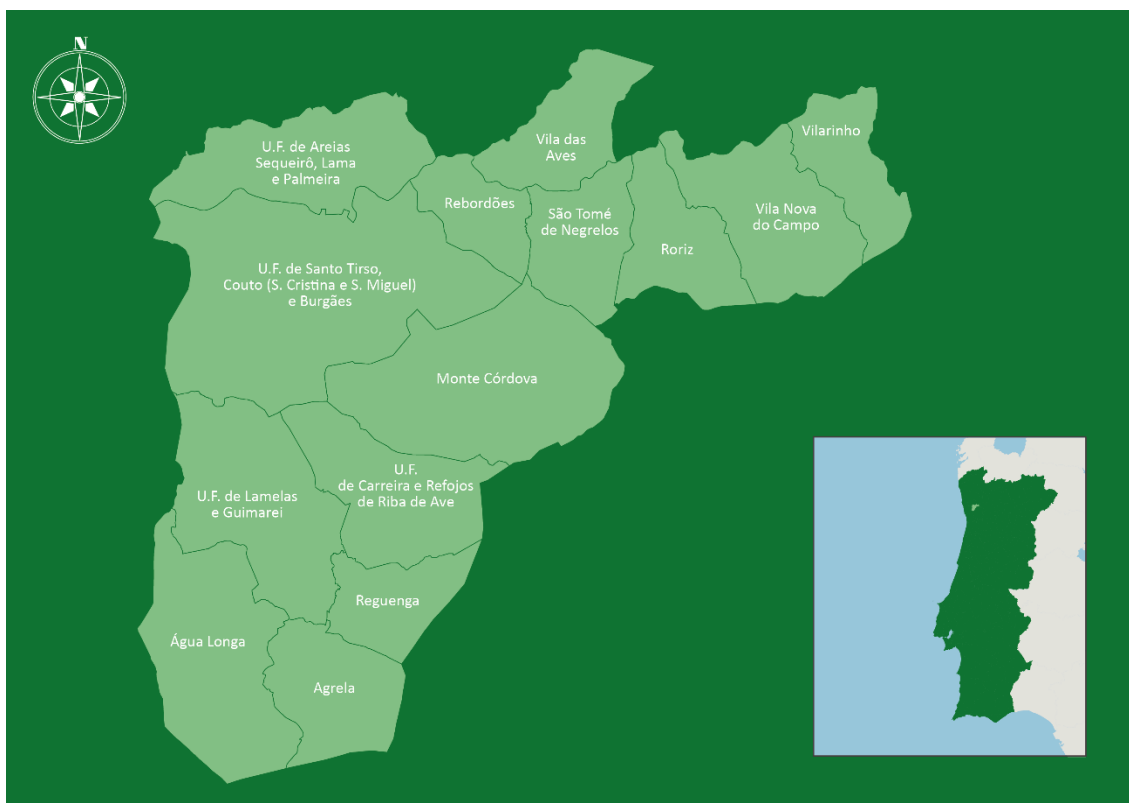 N
U.F. de Areias
Sequeirô, Lama
e Palmeira
Vila das
Aves
Vilarinho
Rebordões
São Tomé
de Negrelos
Vila Nova
do Campo
Roriz
U.F. de Santo Tirso,
Couto (S. Cristina e S. Miguel)
e Burgães
Monte Córdova
U.F.
de Carreira e Refojos
de Riba de Ave
U.F. de Lamelas
e Guimarei
Reguenga
Água Longa
Agrela